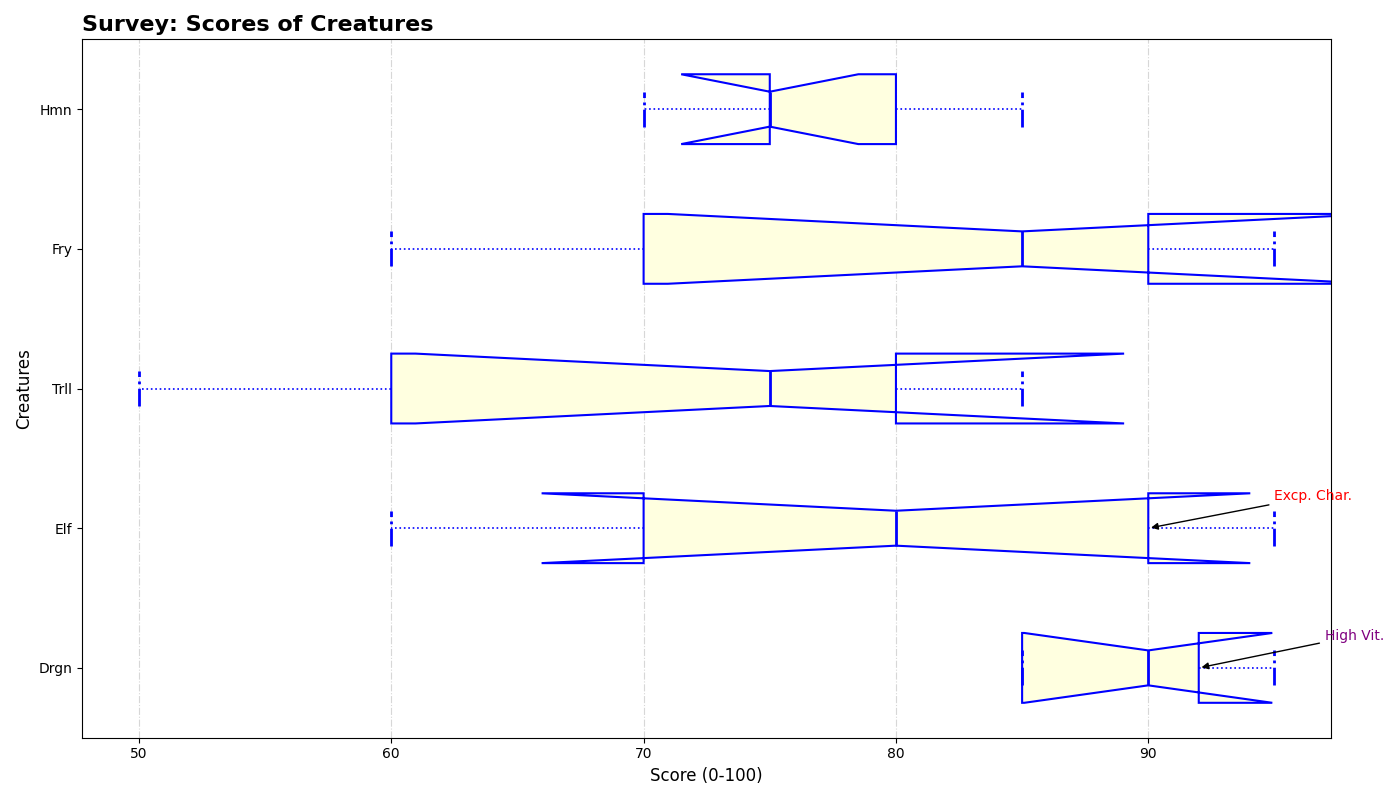 Survey: Scores of Creatures
Creatures
Hmn
Fry
Trll
Elf
Drgn
Excp. Char.
High Vit.
50 60 70 80 90
Score (0-100)